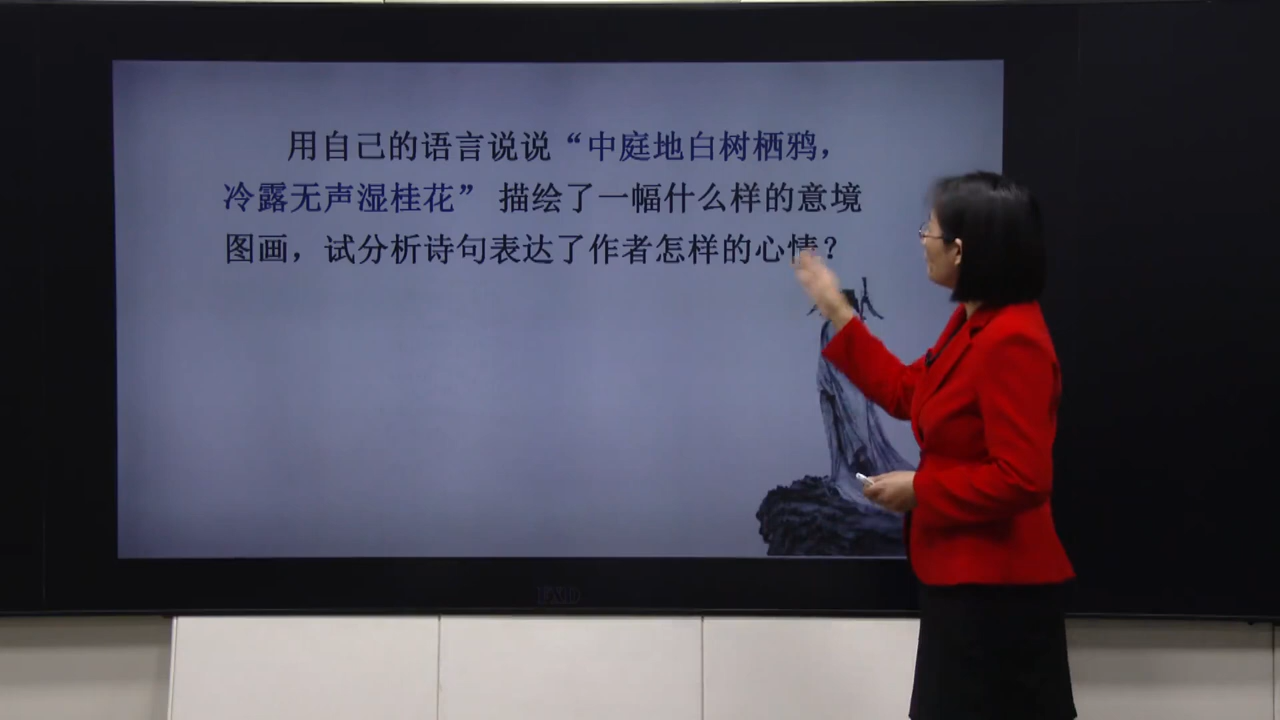 用自己的语言说说“中庭地白树栖鸦，
冷露无声湿桂花” 描绘了一幅什么样的意境
图画，试分析诗句表达了作者怎样的心情？